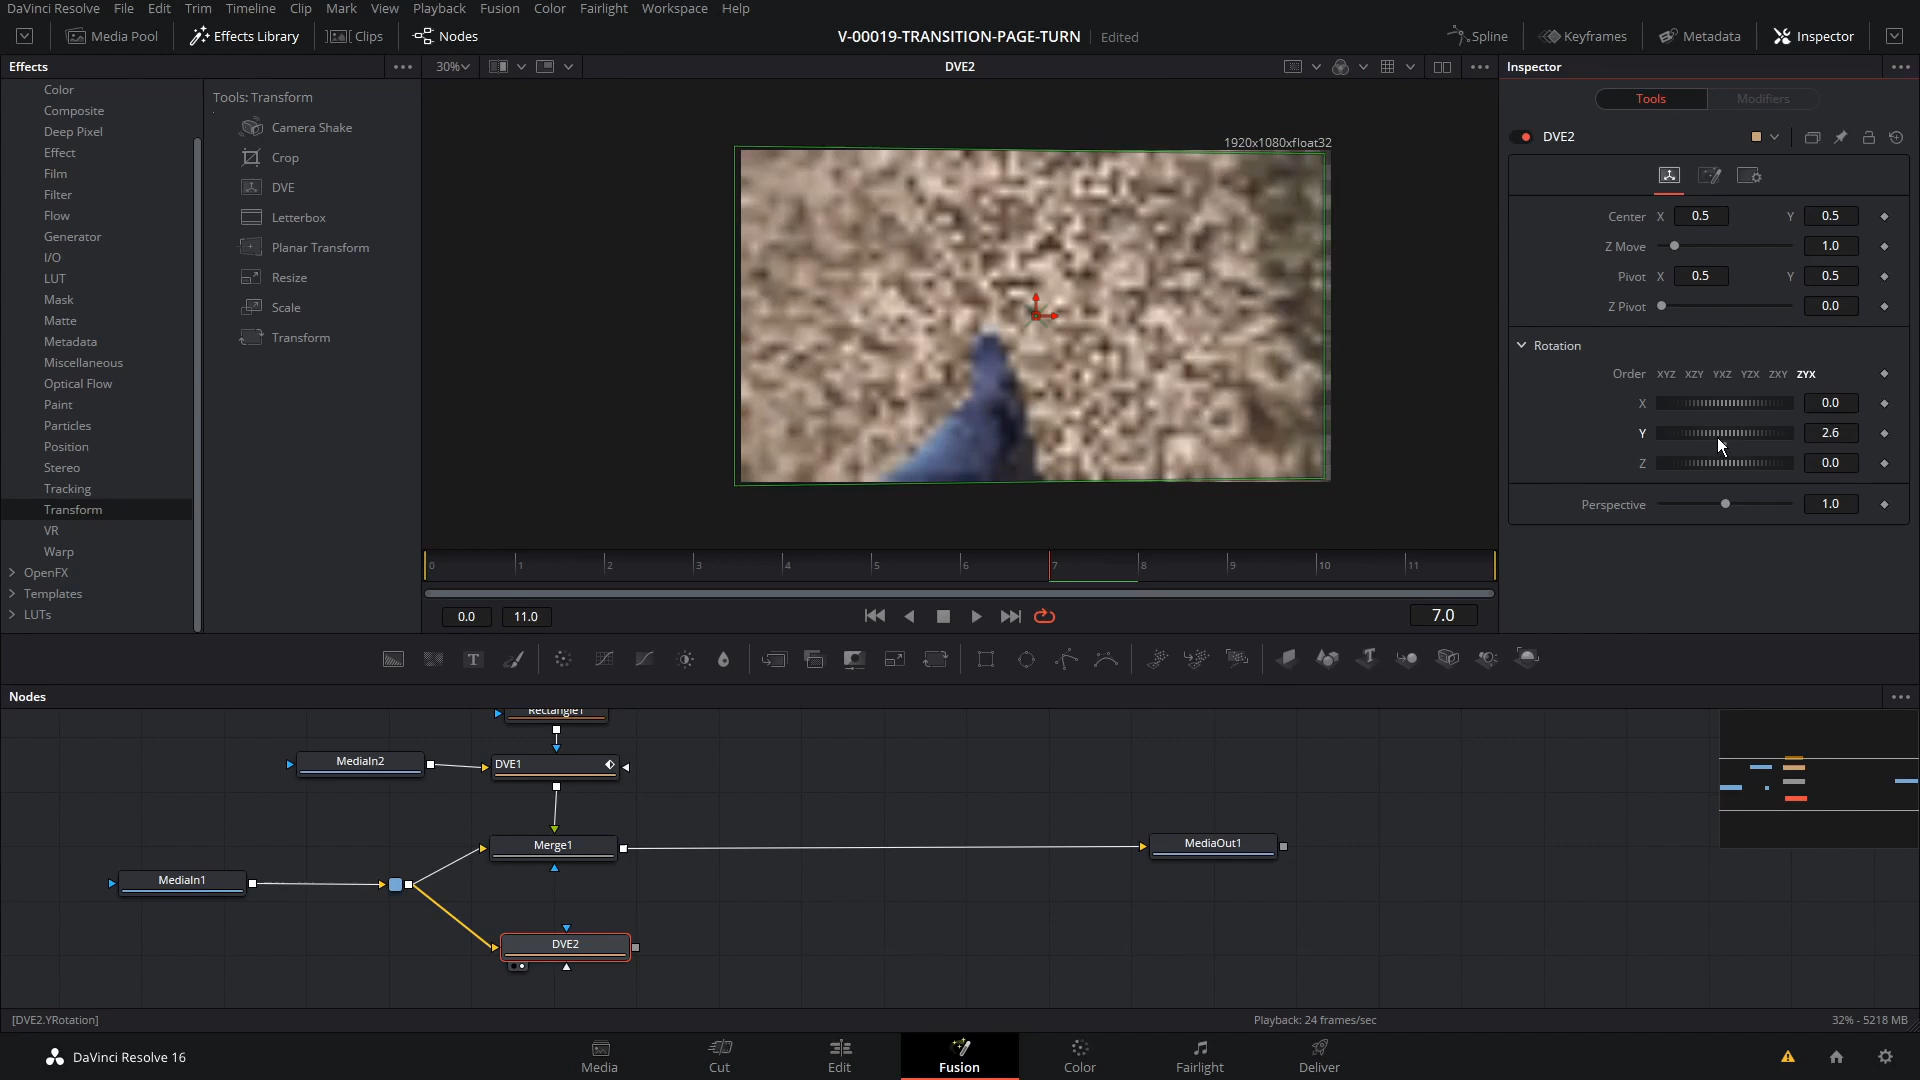 DaVinci Resolve File Edit Trim Timeline Clip Mark View Playback Fusion Color Fairlight Workspace Help
Media Pool Effects Library Clips Nodes V-00019-TRANSITION-PAGE-TURN Edited Spline Keyframes Metadata Inspector
Effects 30% DVE2 Inspector
Color
Composite
Deep Pixel
Effect
Film
Filter
Flow
Generator
I/O
LUT
Mask
Matte
Metadata
Miscellaneous
Optical Flow
Paint
Particles
Position
Stereo
Tracking
Transform
VR
Warp
OpenFX
Templates
LUTs
Tools: Transform
Camera Shake
Crop
DVE
Letterbox
Planar Transform
Resize
Scale
Transform
1920x1080xfloat32
0 1 2 3 4 5 6 7 8 9 10 11
0.0 11.0 7.0
Tools Modifiers
DVE2
Center X 0.5 Y 0.5
Z Move 1.0
Pivot X 0.5 Y 0.5
Z Pivot 0.0
Rotation
Order XYZ XZY YXZ YZX ZXY ZYX
X 0.0
Y 2.6
Z 0.0
Perspective 1.0
Nodes
Rectangle1
MediaIn2 DVE1
Merge1 MediaOut1
MediaIn1
DVE2
[DVE2.YRotation] Playback: 24 frames/sec 32% - 5218 MB
DaVinci Resolve 16 Media Cut Edit Fusion Color Fairlight Deliver